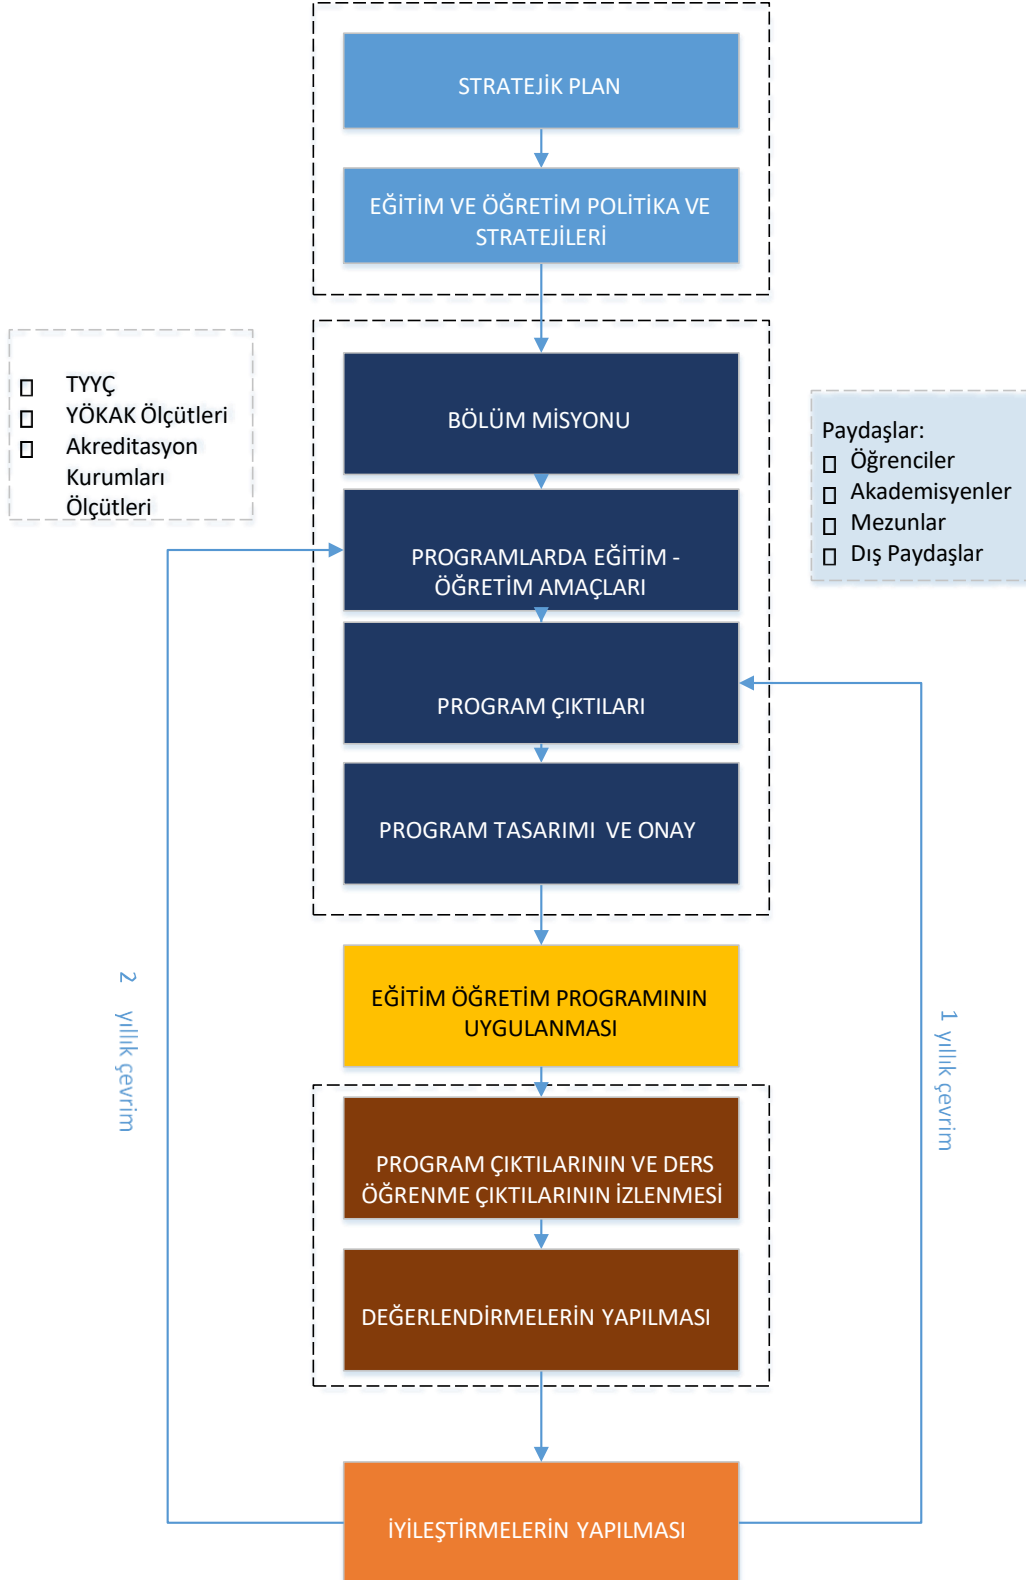 STRATEJİK PLAN
EĞİTİM VE ÖĞRETİM POLİTİKA VE
STRATEJİLERİ
TYYÇ
YÖKAK Ölçütleri
Akreditasyon
Kurumları
Ölçütleri
BÖLÜM MİSYONU
Paydaşlar:
Öğrenciler
Akademisyenler
Mezunlar
Dış Paydaşlar
PROGRAMLARDA EĞİTİM -
ÖĞRETİM AMAÇLARI
PROGRAM ÇIKTILARI
PROGRAM TASARIMI VE ONAY
2 yıllık çevrim
EĞİTİM ÖĞRETİM PROGRAMININ
UYGULANMASI
1 yıllık çevrim
PROGRAM ÇIKTILARININ VE DERS
ÖĞRENME ÇIKTILARININ İZLENMESİ
DEĞERLENDİRMELERİN YAPILMASI
İYİLEŞTİRMELERİN YAPILMASI